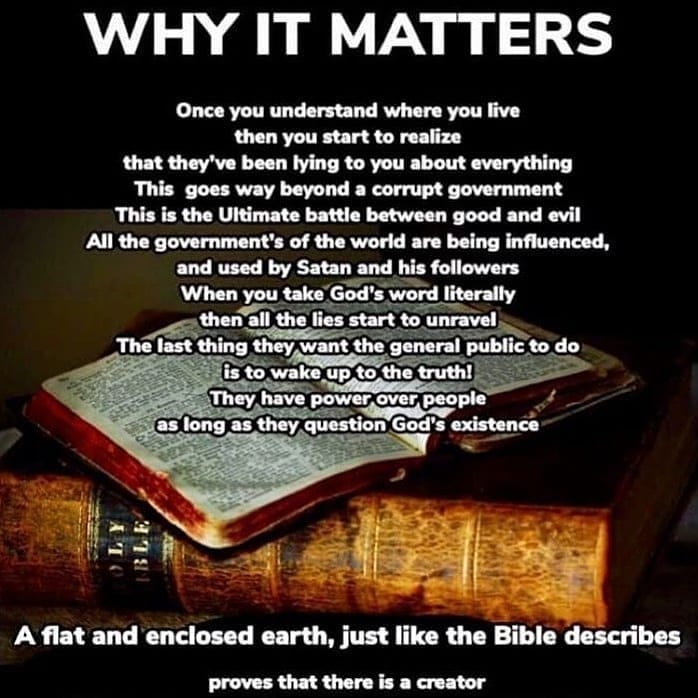 WHY IT MATTERS
Once you understand where you live
then you start to realize
that they've been lying to you about everything
This goes way beyond a corrupt government
This is the Ultimate battle between good and evil
All the government's of the world are being influenced,
and used by Satan and his followers
When you take God's word literally
then all the lies start to unravel
The last thing they want the general public to do
is to wake up to the truth!
They have power over people
as long as they question God's existence
A flat and enclosed earth, just like the Bible describes
proves that there is a creator